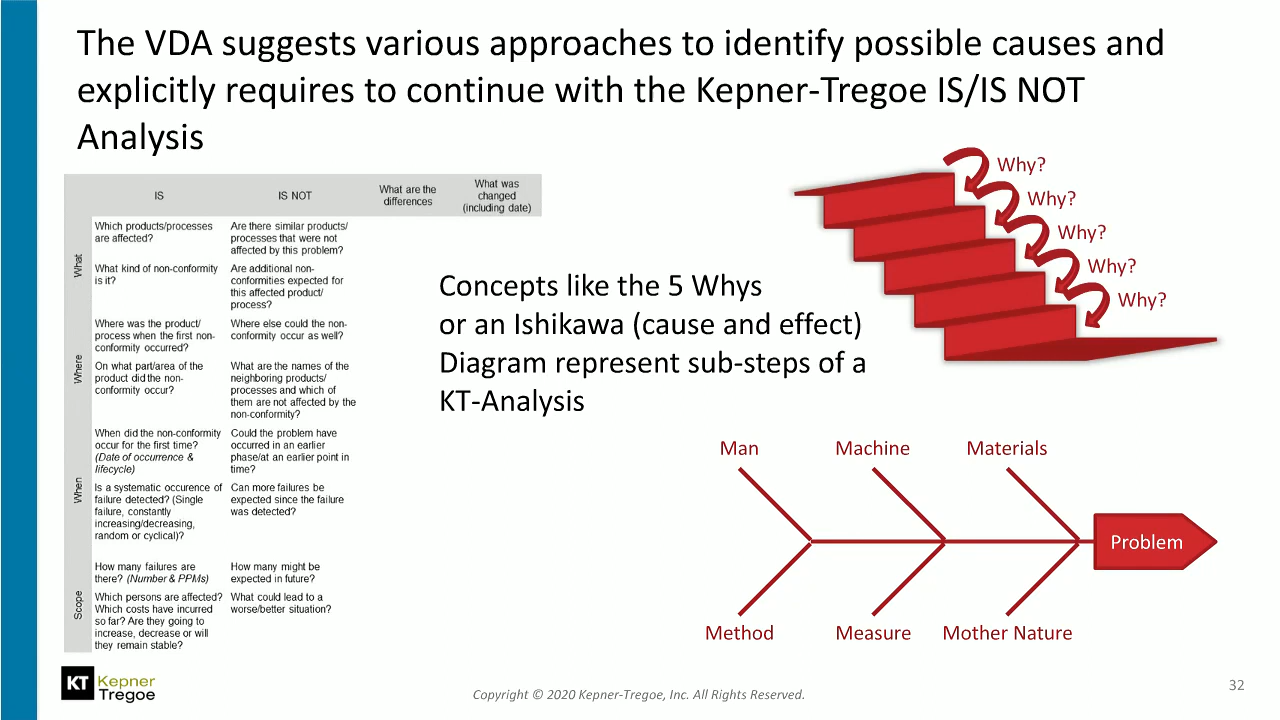 The VDA suggests various approaches to identify possible causes and
explicitly requires to continue with the Kepner-Tregoe IS/IS NOT
Analysis
IS
IS NOT
What are the
differences
What was
changed
(including date)
What
Which products/processes
are affected?
Are there similar products/
processes that were not
affected by this problem?
What kind of non-conformity
is it?
Are additional non-
conformities expected for
this affected product/
process?
Where
Where was the product/
process when the first non-
conformity occurred?
Where else could the non-
conformity occur as well?
On what part/area of the
product did the non-
conformity occur?
What are the names of the
neighboring products/
processes and which of
them are not affected by the
non-conformity?
When
When did the non-conformity
occur for the first time?
(Date of occurrence &
lifecycle)
Could the problem have
occurred in an earlier
phase/at an earlier point in
time?
Is a systematic occurence of
failure detected? (Single
failure, constantly
increasing/decreasing,
random or cyclical)?
Can more failures be
expected since the failure
was detected?
Scope
How many failures are
there? (Number & PPMs)
How many might be
expected in future?
Which persons are affected?
Which costs have incurred
so far? Are they going to
increase, decrease or will
they remain stable?
What could lead to a
worse/better situation?
Concepts like the 5 Whys
or an Ishikawa (cause and effect)
Diagram represent sub-steps of a
KT-Analysis
Why?
Why?
Why?
Why?
Why?
Man
Machine
Materials
Problem
Method
Measure
Mother Nature
KT
Kepner
Tregoe
Copyright © 2020 Kepner-Tregoe, Inc. All Rights Reserved.
32